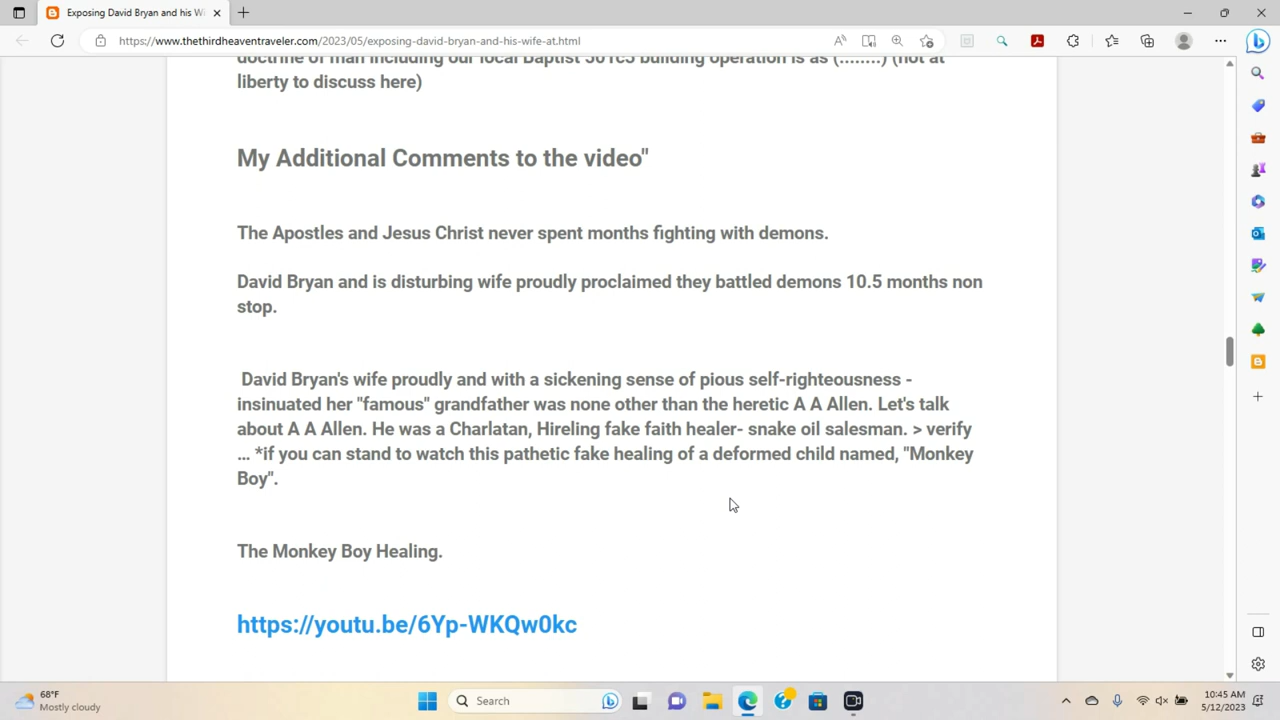 Exposing David Bryan and his Wi
https://www.thethirdheaventraveler.com/2023/05/exposing-david-bryan-and-his-wife-at.html
doctrine of man including our local Baptist 501c3 building operation is as (........) (not at
liberty to discuss here)
My Additional Comments to the video"
The Apostles and Jesus Christ never spent months fighting with demons.
David Bryan and is disturbing wife proudly proclaimed they battled demons 10.5 months non
stop.
David Bryan's wife proudly and with a sickening sense of pious self-righteousness -
insinuated her "famous" grandfather was none other than the heretic A A Allen. Let's talk
about A A Allen. He was a Charlatan, Hireling fake faith healer- snake oil salesman. > verify
... *if you can stand to watch this pathetic fake healing of a deformed child named, "Monkey
Boy".
The Monkey Boy Healing.
https://youtu.be/6Yp-WKQw0kc
68°F
Mostly cloudy
Search
10:45 AM
5/12/2023